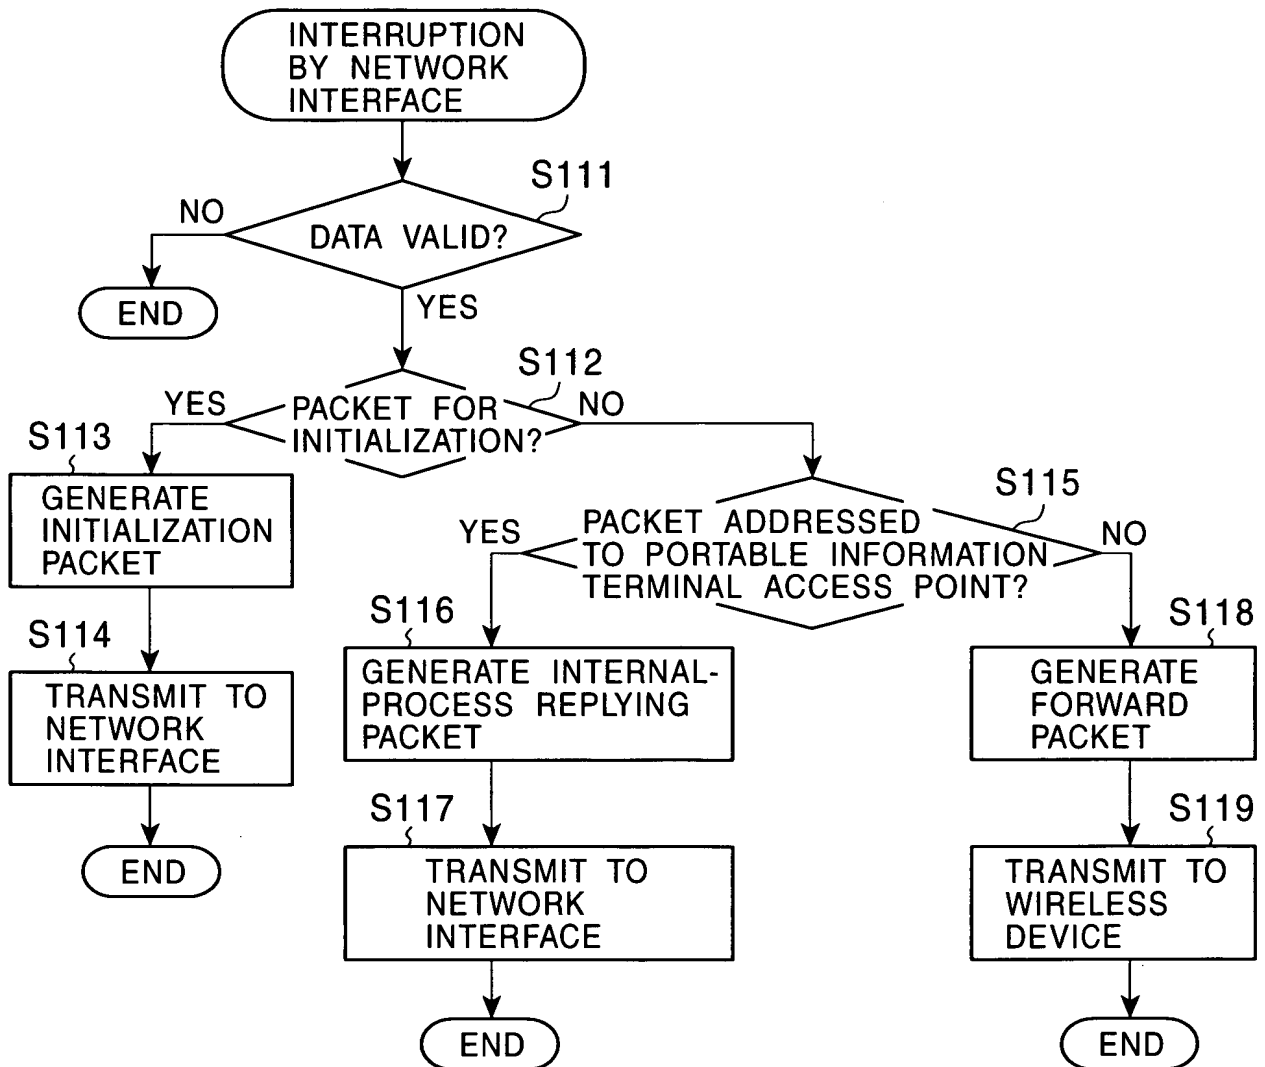 INTERRUPTION
BY NETWORK
INTERFACE
S111
NO
DATA VALID?
END
YES
S112
YES
PACKET FOR
INITIALIZATION?
NO
S113
GENERATE
INITIALIZATION
PACKET
S115
YES
PACKET ADDRESSED
TO PORTABLE INFORMATION
TERMINAL ACCESS POINT?
NO
S114
TRANSMIT TO
NETWORK
INTERFACE
END
S116
GENERATE INTERNAL-
PROCESS REPLYING
PACKET
S118
GENERATE
FORWARD
PACKET
S117
TRANSMIT TO
NETWORK
INTERFACE
END
S119
TRANSMIT TO
WIRELESS
DEVICE
END